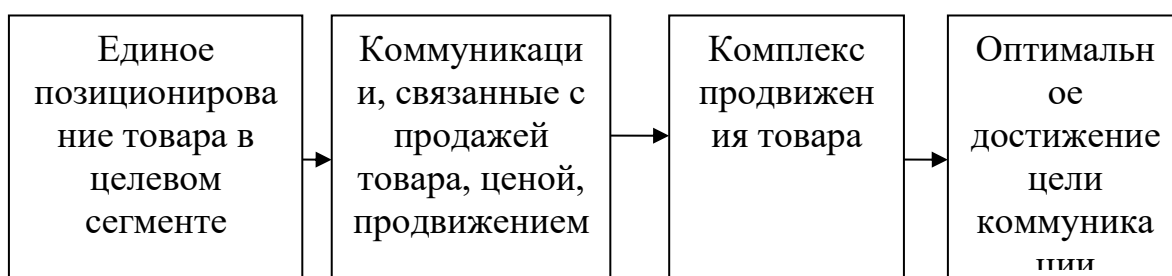 Единое
позиционирова
ние товара в
целевом
сегменте
Коммуникаци
и, связанные с
продажей
товара, ценой,
продвижением
Комплекс
продвижен
ия товара
Оптимальн
ое
достижение
цели
коммуника
ции